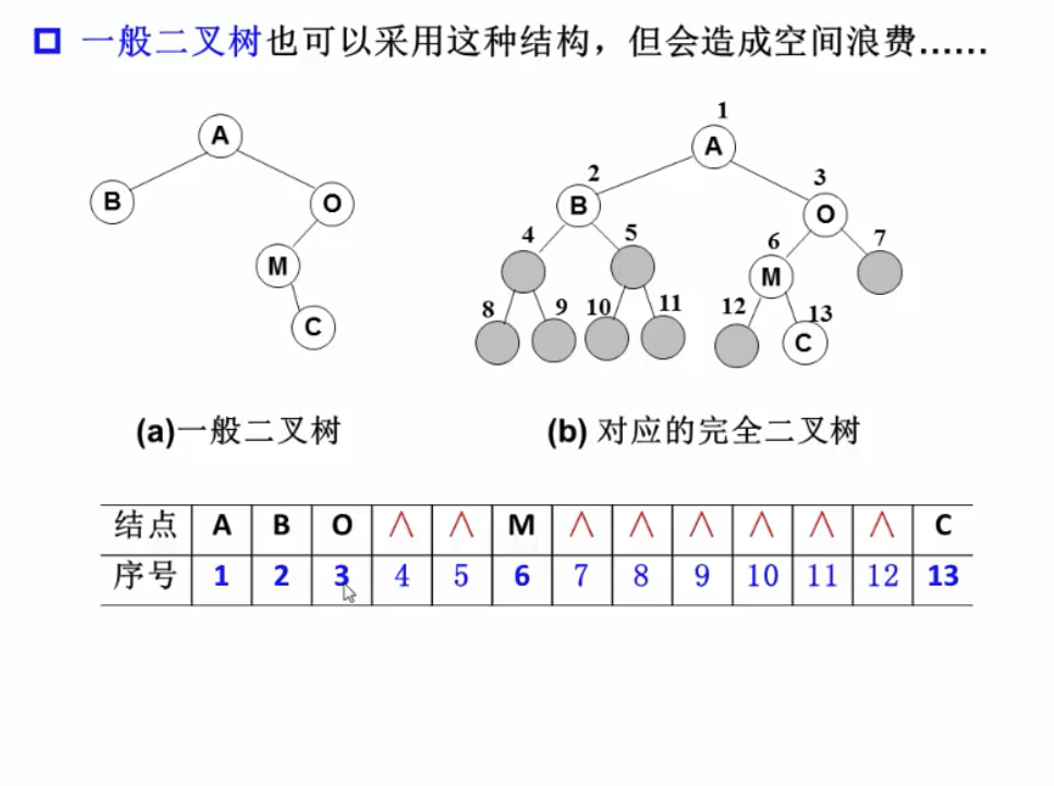 一般二叉树也可以采用这种结构，但会造成空间浪费……
A
B
O
M
C
1
A
2
B
3
O
4
5
6
M
7
8
9
10
11
12
13
C
(a)一般二叉树
(b) 对应的完全二叉树
结点 A B O ∧ ∧ M ∧ ∧ ∧ ∧ ∧ ∧ C
序号 1 2 3 4 5 6 7 8 9 10 11 12 13